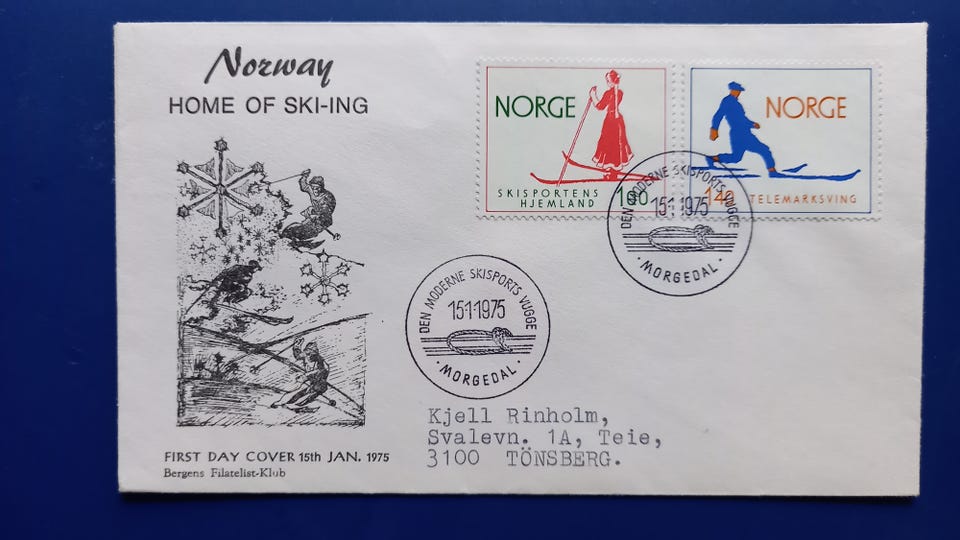 Norway
HOME OF SKI-ING
NORGE
SKISPORTENS
HJEMLAND
100
NORGE
140
TELEMARKSVING
DEN MODERNE SKISPORTS VUGGE
15·1·1975
· MORGEDAL ·
DEN MODERNE SKISPORTS VUGGE
15·1·1975
· MORGEDAL ·
Kjell Rinholm,
Svalevn. 1A, Teie,
3100 TÖNSBERG.
FIRST DAY COVER 15th JAN. 1975
Bergens Filatelist-Klub